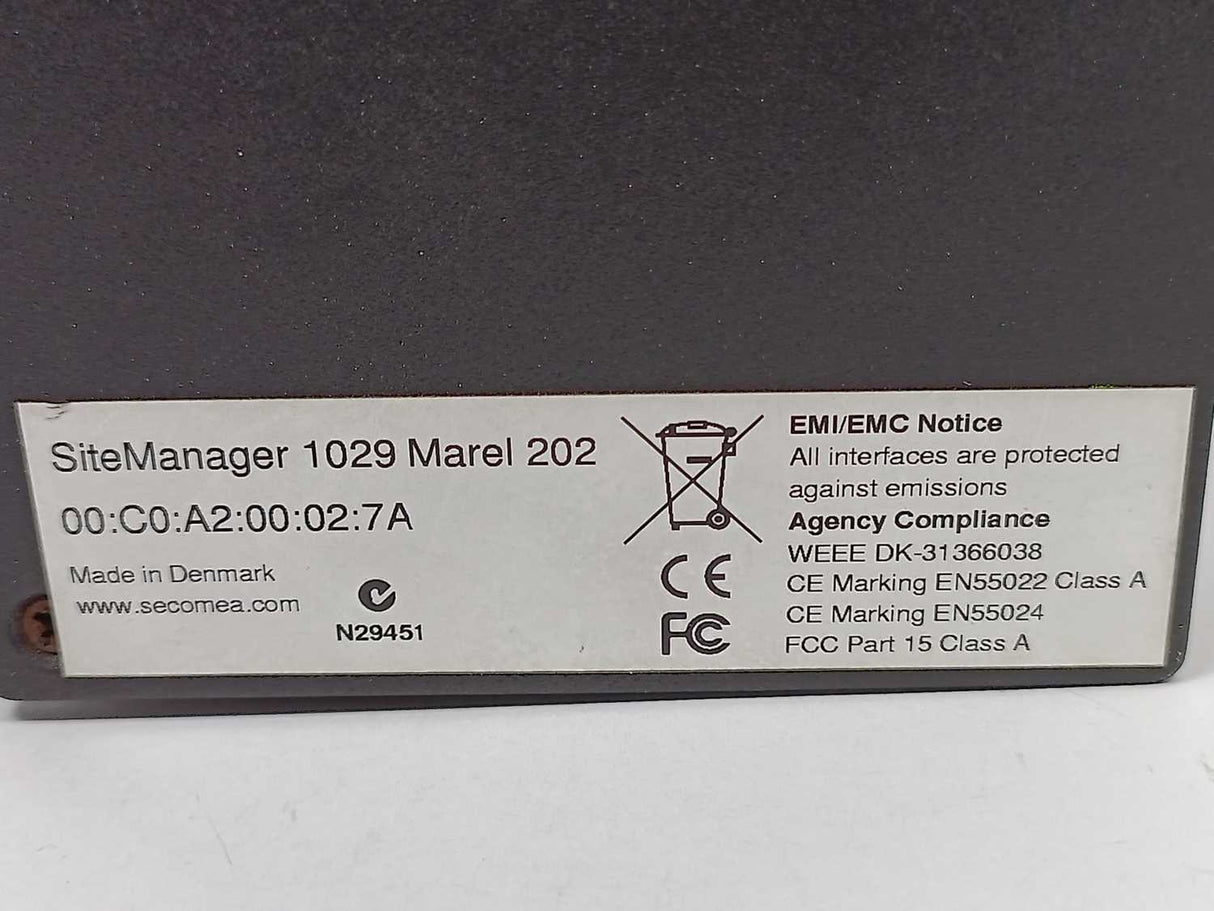 SiteManager 1029 Marel 202
00:C0:A2:00:02:7A
Made in Denmark
www.secomea.com
N29451
CE
FC
EMI/EMC Notice
All interfaces are protected
against emissions
Agency Compliance
WEEE DK-31366038
CE Marking EN55022 Class A
CE Marking EN55024
FCC Part 15 Class A